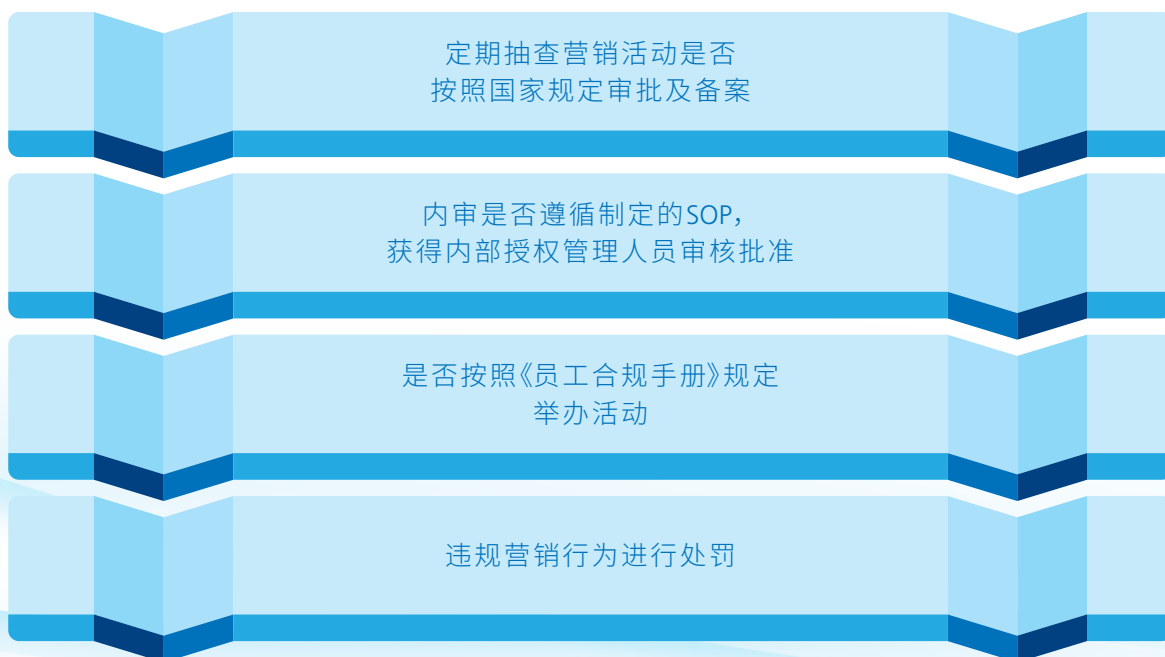 定期抽查营销活动是否
按照国家规定审批及备案
内审是否遵循制定的SOP，
获得内部授权管理人员审核批准
是否按照《员工合规手册》规定
举办活动
违规营销行为进行处罚